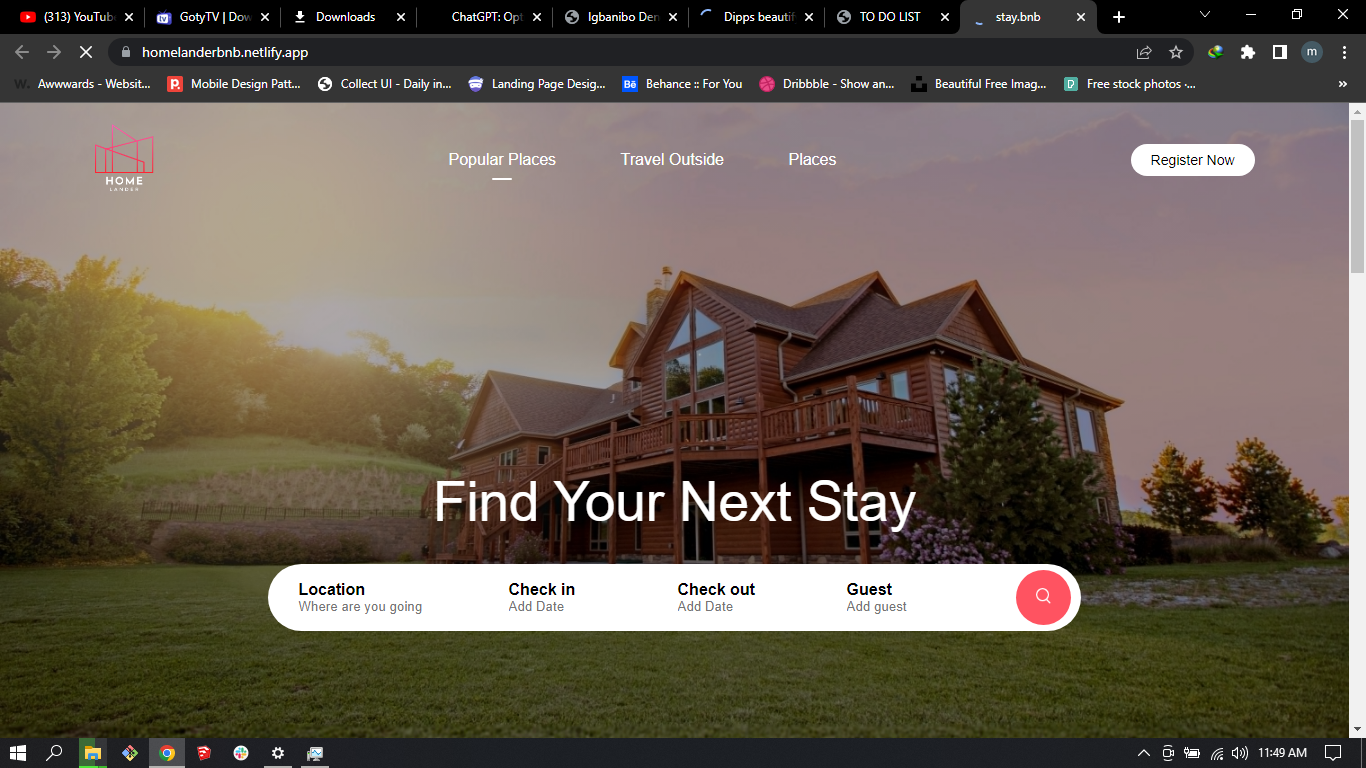 (313) YouTub
GotyTV | Dow
Downloads
ChatGPT: Opt
Igbanibo Den
Dipps beautif
TO DO LIST
stay.bnb
homelanderbnb.netlify.app
m
W. Awwwards - Websit...
P. Mobile Design Patt...
Collect UI - Daily in...
Landing Page Desig...
Bē Behance :: For You
Dribbble - Show an...
Beautiful Free Imag...
Free stock photos ·...
»
HOME
LANDER
Popular Places
Travel Outside
Places
Register Now
Find Your Next Stay
Location
Where are you going
Check in
Add Date
Check out
Add Date
Guest
Add guest
11:49 AM